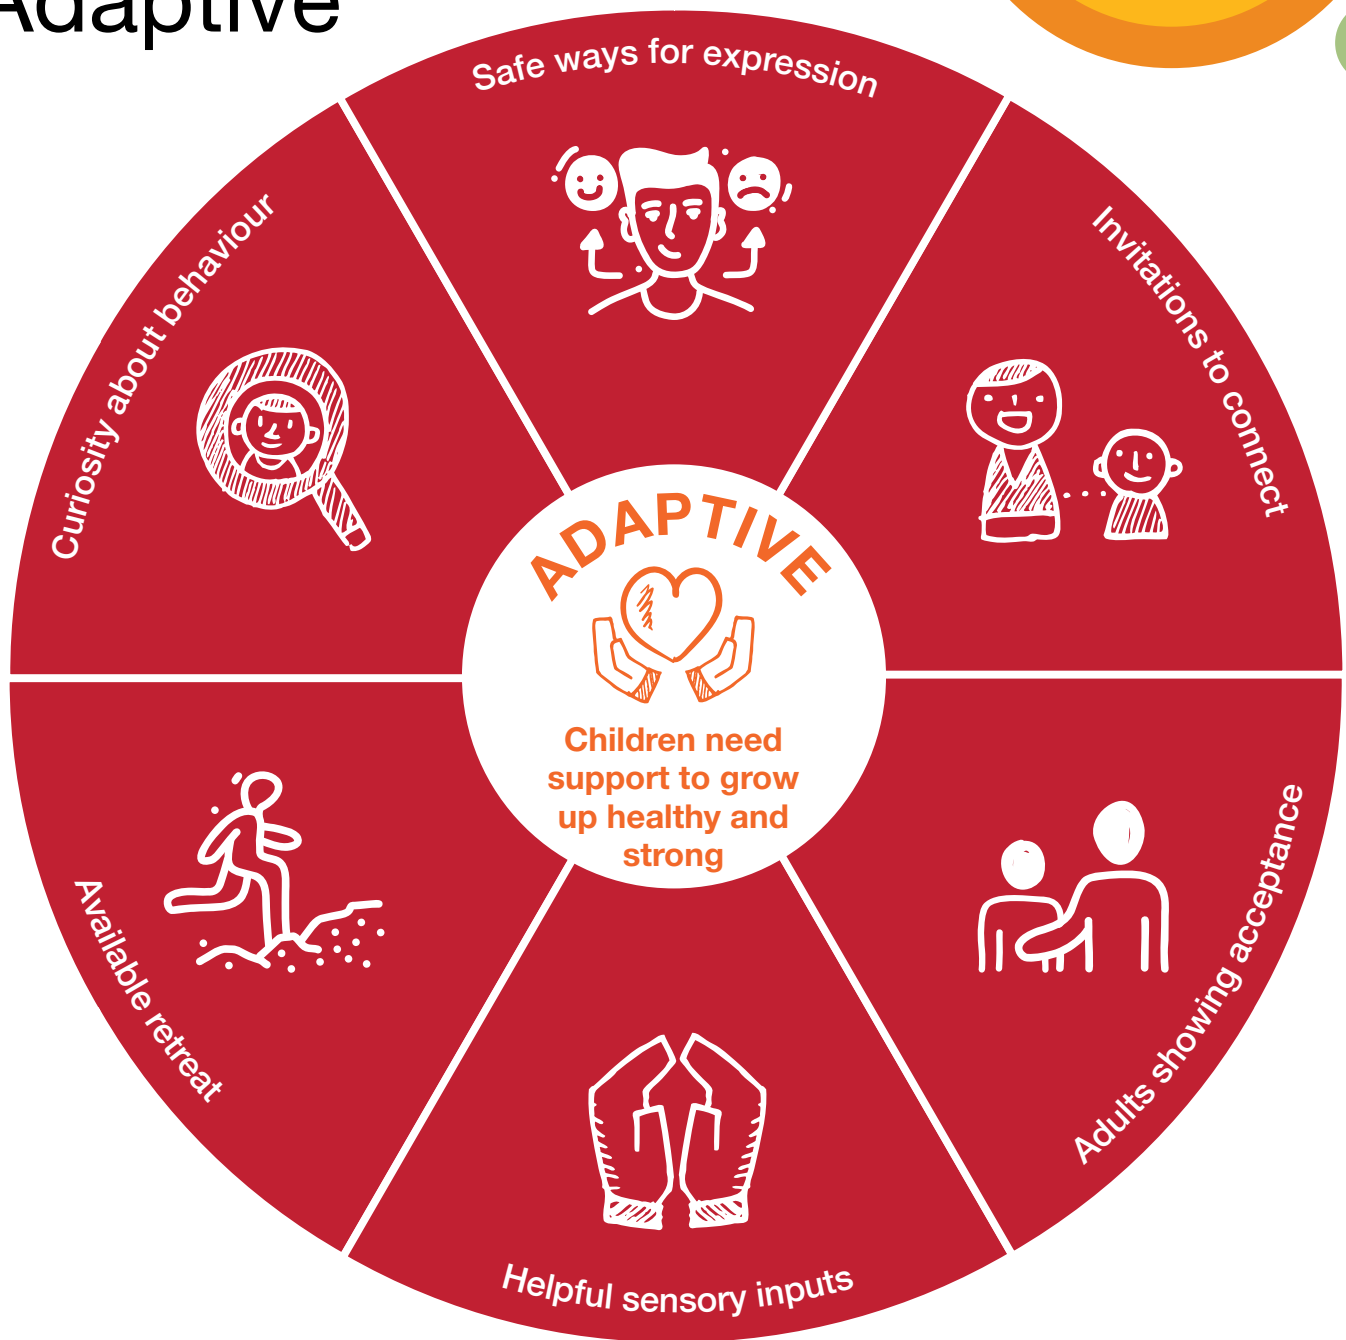 Adaptive
Safe ways for expression
Invitations to connect
Adults showing acceptance
Helpful sensory inputs
Available retreat
Curiosity about behaviour
ADAPTIVE
Children need
support to grow
up healthy and
strong